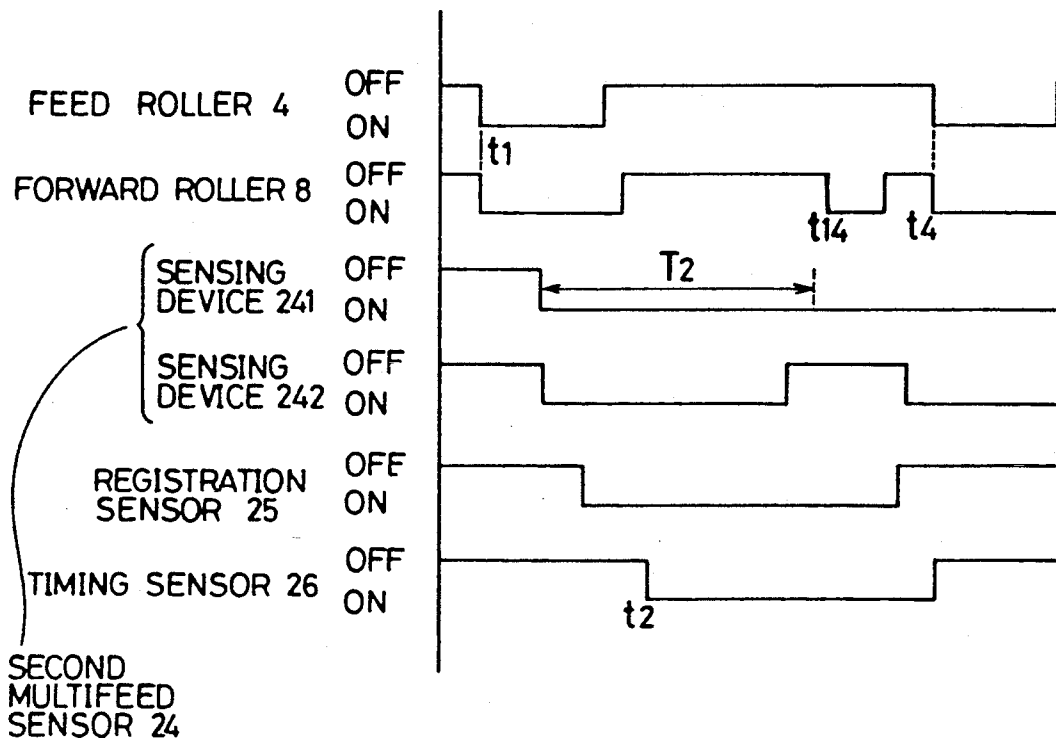 FEED ROLLER 4 OFF
ON
t1
FORWARD ROLLER 8 OFF
ON
t14 t4
SENSING DEVICE 241 OFF
ON
T2
SENSING DEVICE 242 OFF
ON
REGISTRATION SENSOR 25 OFE
ON
TIMING SENSOR 26 OFF
ON
t2
SECOND
MULTIFEED
SENSOR 24